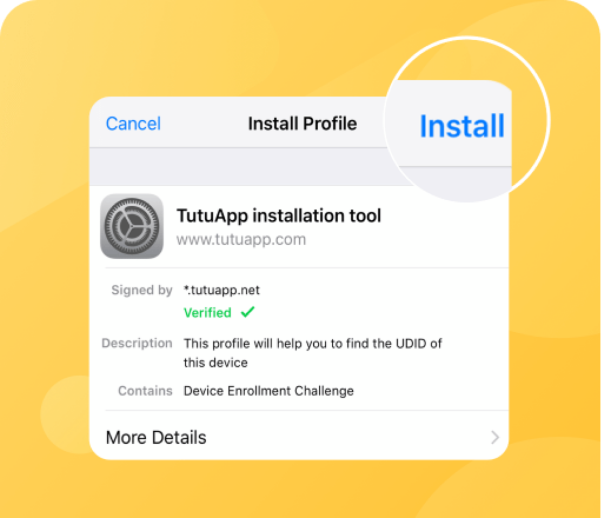 Cancel
Install Profile
Install
TutuApp installation tool
www.tutuapp.com
Signed by *.tutuapp.net
Verified ✓
Description This profile will help you to find the UDID of
this device
Contains Device Enrollment Challenge
More Details